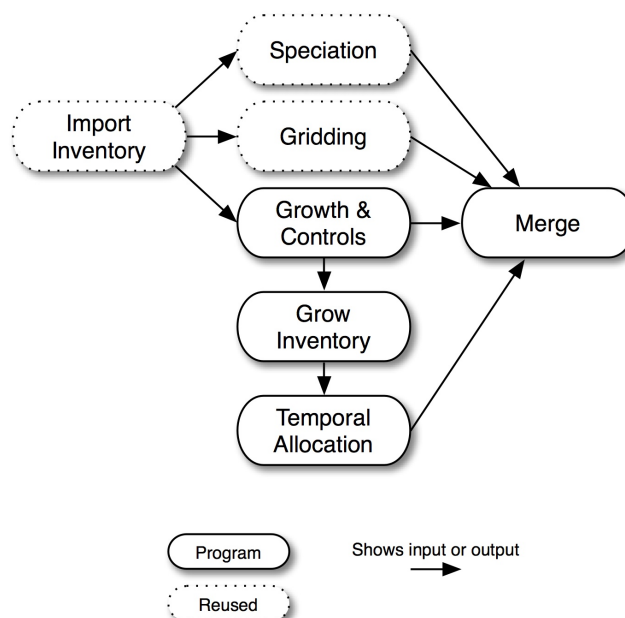 Speciation
Import
Inventory
Gridding
Growth &
Controls
Merge
Grow
Inventory
Temporal
Allocation
Program
Shows input or output
Reused